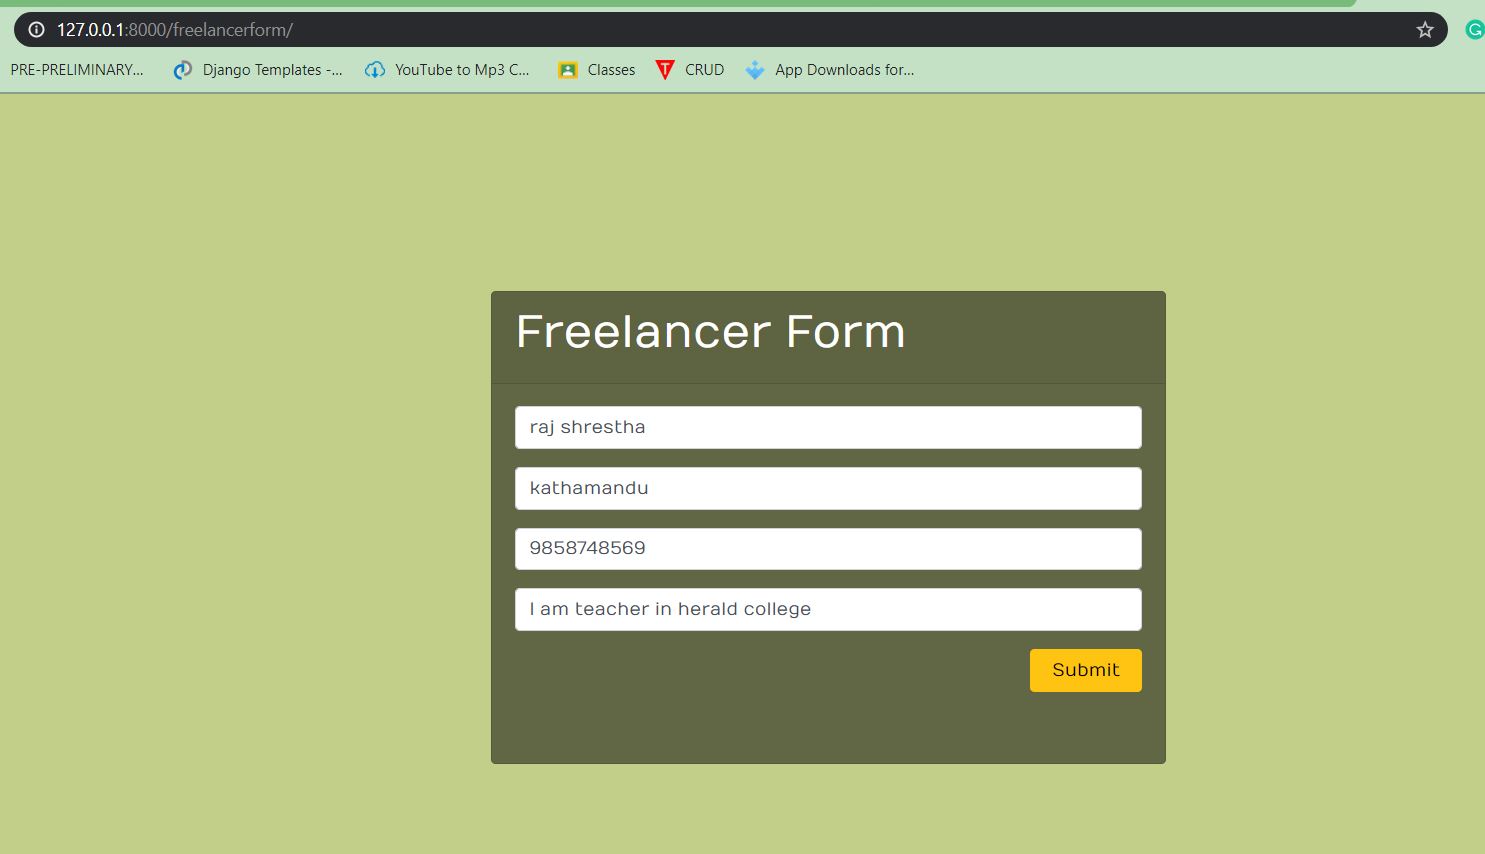 127.0.0.1:8000/freelancerform/
PRE-PRELIMINARY... Django Templates -... YouTube to Mp3 C... Classes CRUD App Downloads for...
Freelancer Form
raj shrestha
kathamandu
9858748569
I am teacher in herald college
Submit